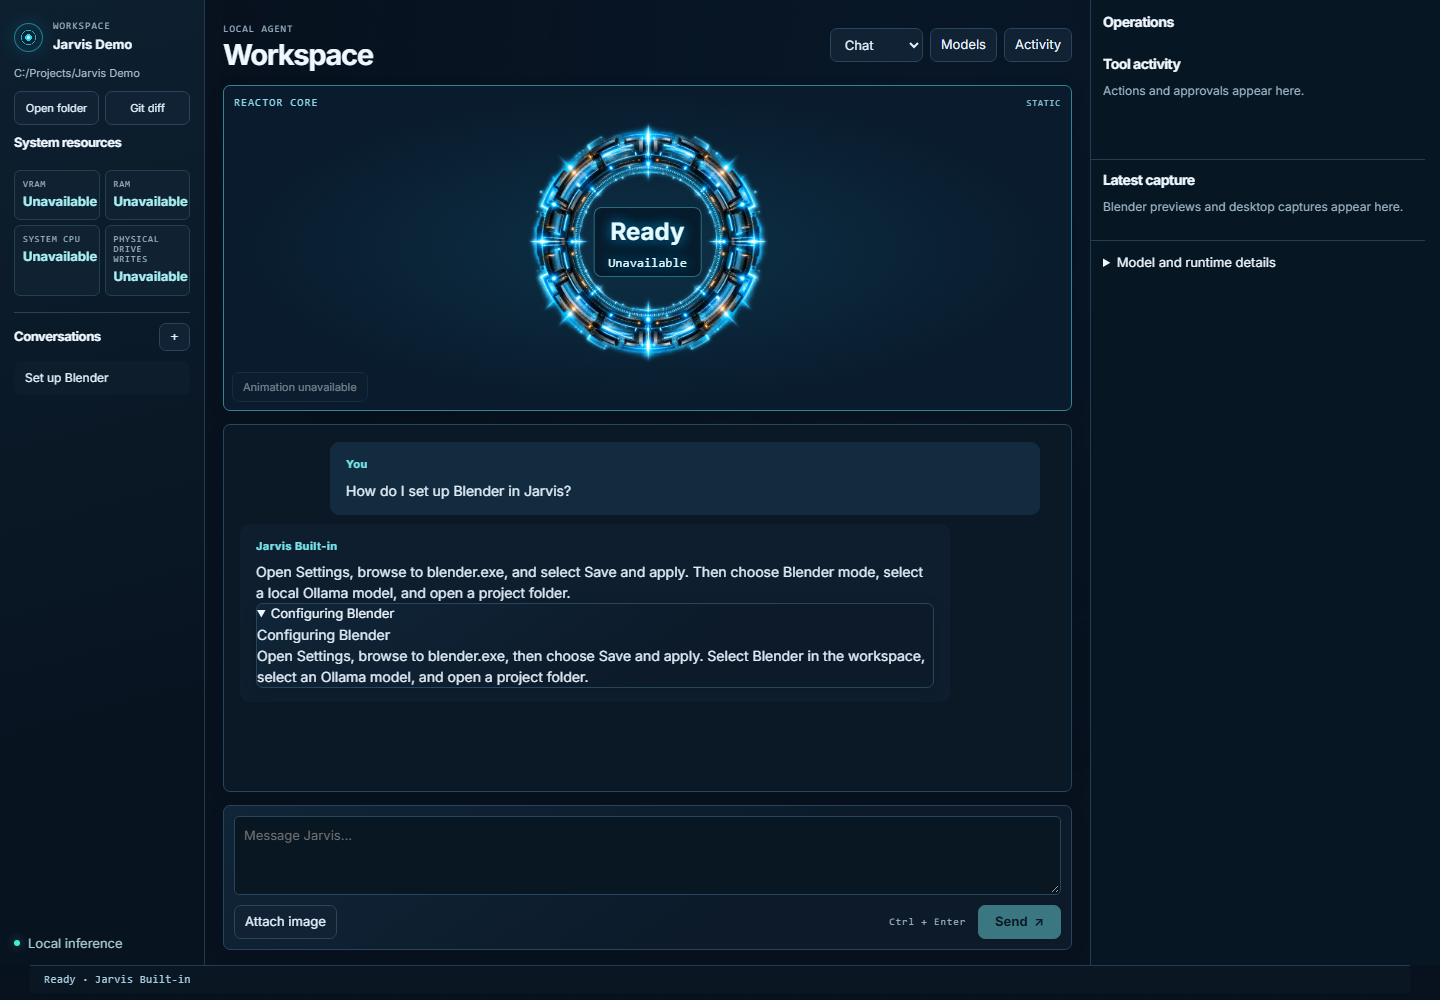 WORKSPACE
Jarvis Demo
C:/Projects/Jarvis Demo
Open folder
Git diff
System resources
VRAM
Unavailable
RAM
Unavailable
SYSTEM CPU
Unavailable
PHYSICAL
DRIVE
WRITES
Unavailable
Conversations
+
Set up Blender
Local inference
LOCAL AGENT
Workspace
Chat
Models
Activity
REACTOR CORE
STATIC
Ready
Unavailable
Animation unavailable
You
How do I set up Blender in Jarvis?
Jarvis Built-in
Open Settings, browse to blender.exe, and select Save and apply. Then choose Blender mode, select
a local Ollama model, and open a project folder.
▼ Configuring Blender
Configuring Blender
Open Settings, browse to blender.exe, then choose Save and apply. Select Blender in the workspace,
select an Ollama model, and open a project folder.
Message Jarvis...
Attach image
Ctrl + Enter
Send ↗
Operations
Tool activity
Actions and approvals appear here.
Latest capture
Blender previews and desktop captures appear here.
▶ Model and runtime details
Ready · Jarvis Built-in